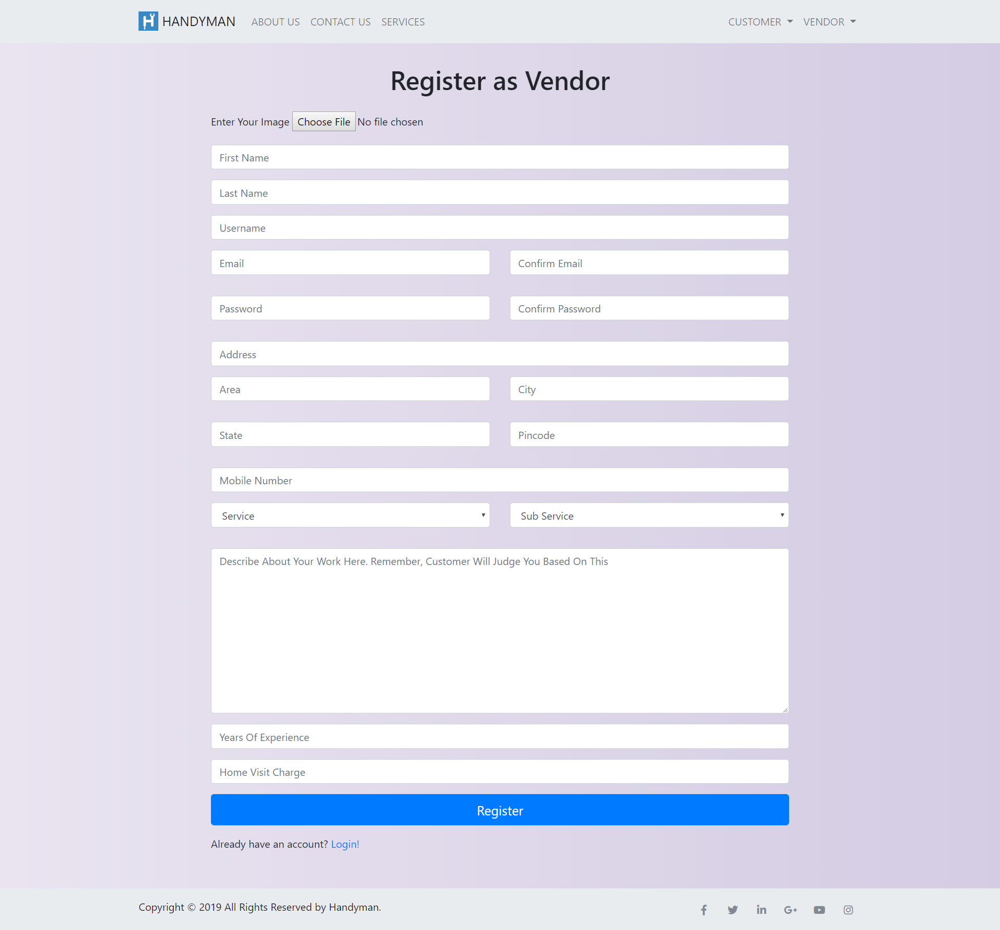 HANDYMAN ABOUT US CONTACT US SERVICES CUSTOMER VENDOR
Register as Vendor
Enter Your Image Choose File No file chosen
First Name
Last Name
Username
Email Confirm Email
Password Confirm Password
Address
Area City
State Pincode
Mobile Number
Service Sub Service
Describe About Your Work Here. Remember, Customer Will Judge You Based On This
Years Of Experience
Home Visit Charge
Register
Already have an account? Login!
Copyright © 2019 All Rights Reserved by Handyman.